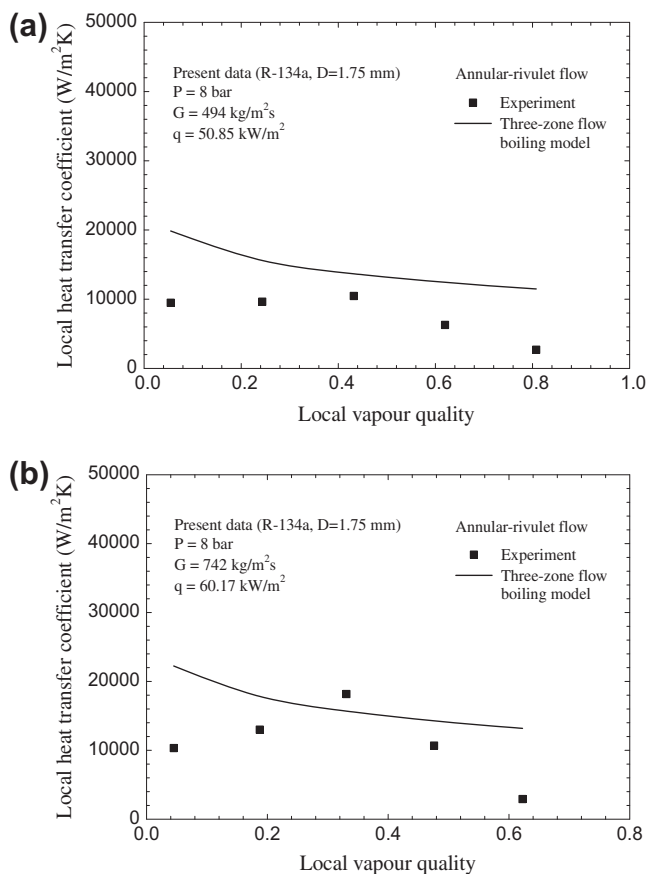 (a)
50000
40000
30000
20000
10000
0
Local heat transfer coefficient (W/m²K)
Present data (R-134a, D=1.75 mm)
P = 8 bar
G = 494 kg/m²s
q = 50.85 kW/m²
Annular-rivulet flow
Experiment
Three-zone flow
boiling model
0.0 0.2 0.4 0.6 0.8 1.0
Local vapour quality
(b)
50000
40000
30000
20000
10000
0
Local heat transfer coefficient (W/m²K)
Present data (R-134a, D=1.75 mm)
P = 8 bar
G = 742 kg/m²s
q = 60.17 kW/m²
Annular-rivulet flow
Experiment
Three-zone flow
boiling model
0.0 0.2 0.4 0.6 0.8
Local vapour quality